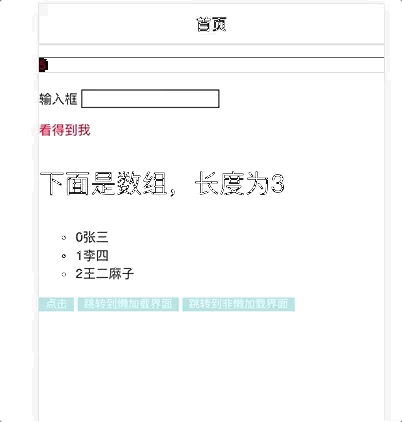 首页
输入框
看得到我
下面是数组，长度为3
0张三
1李四
2王二麻子
点击 跳转到懒加载界面 跳转到非懒加载界面